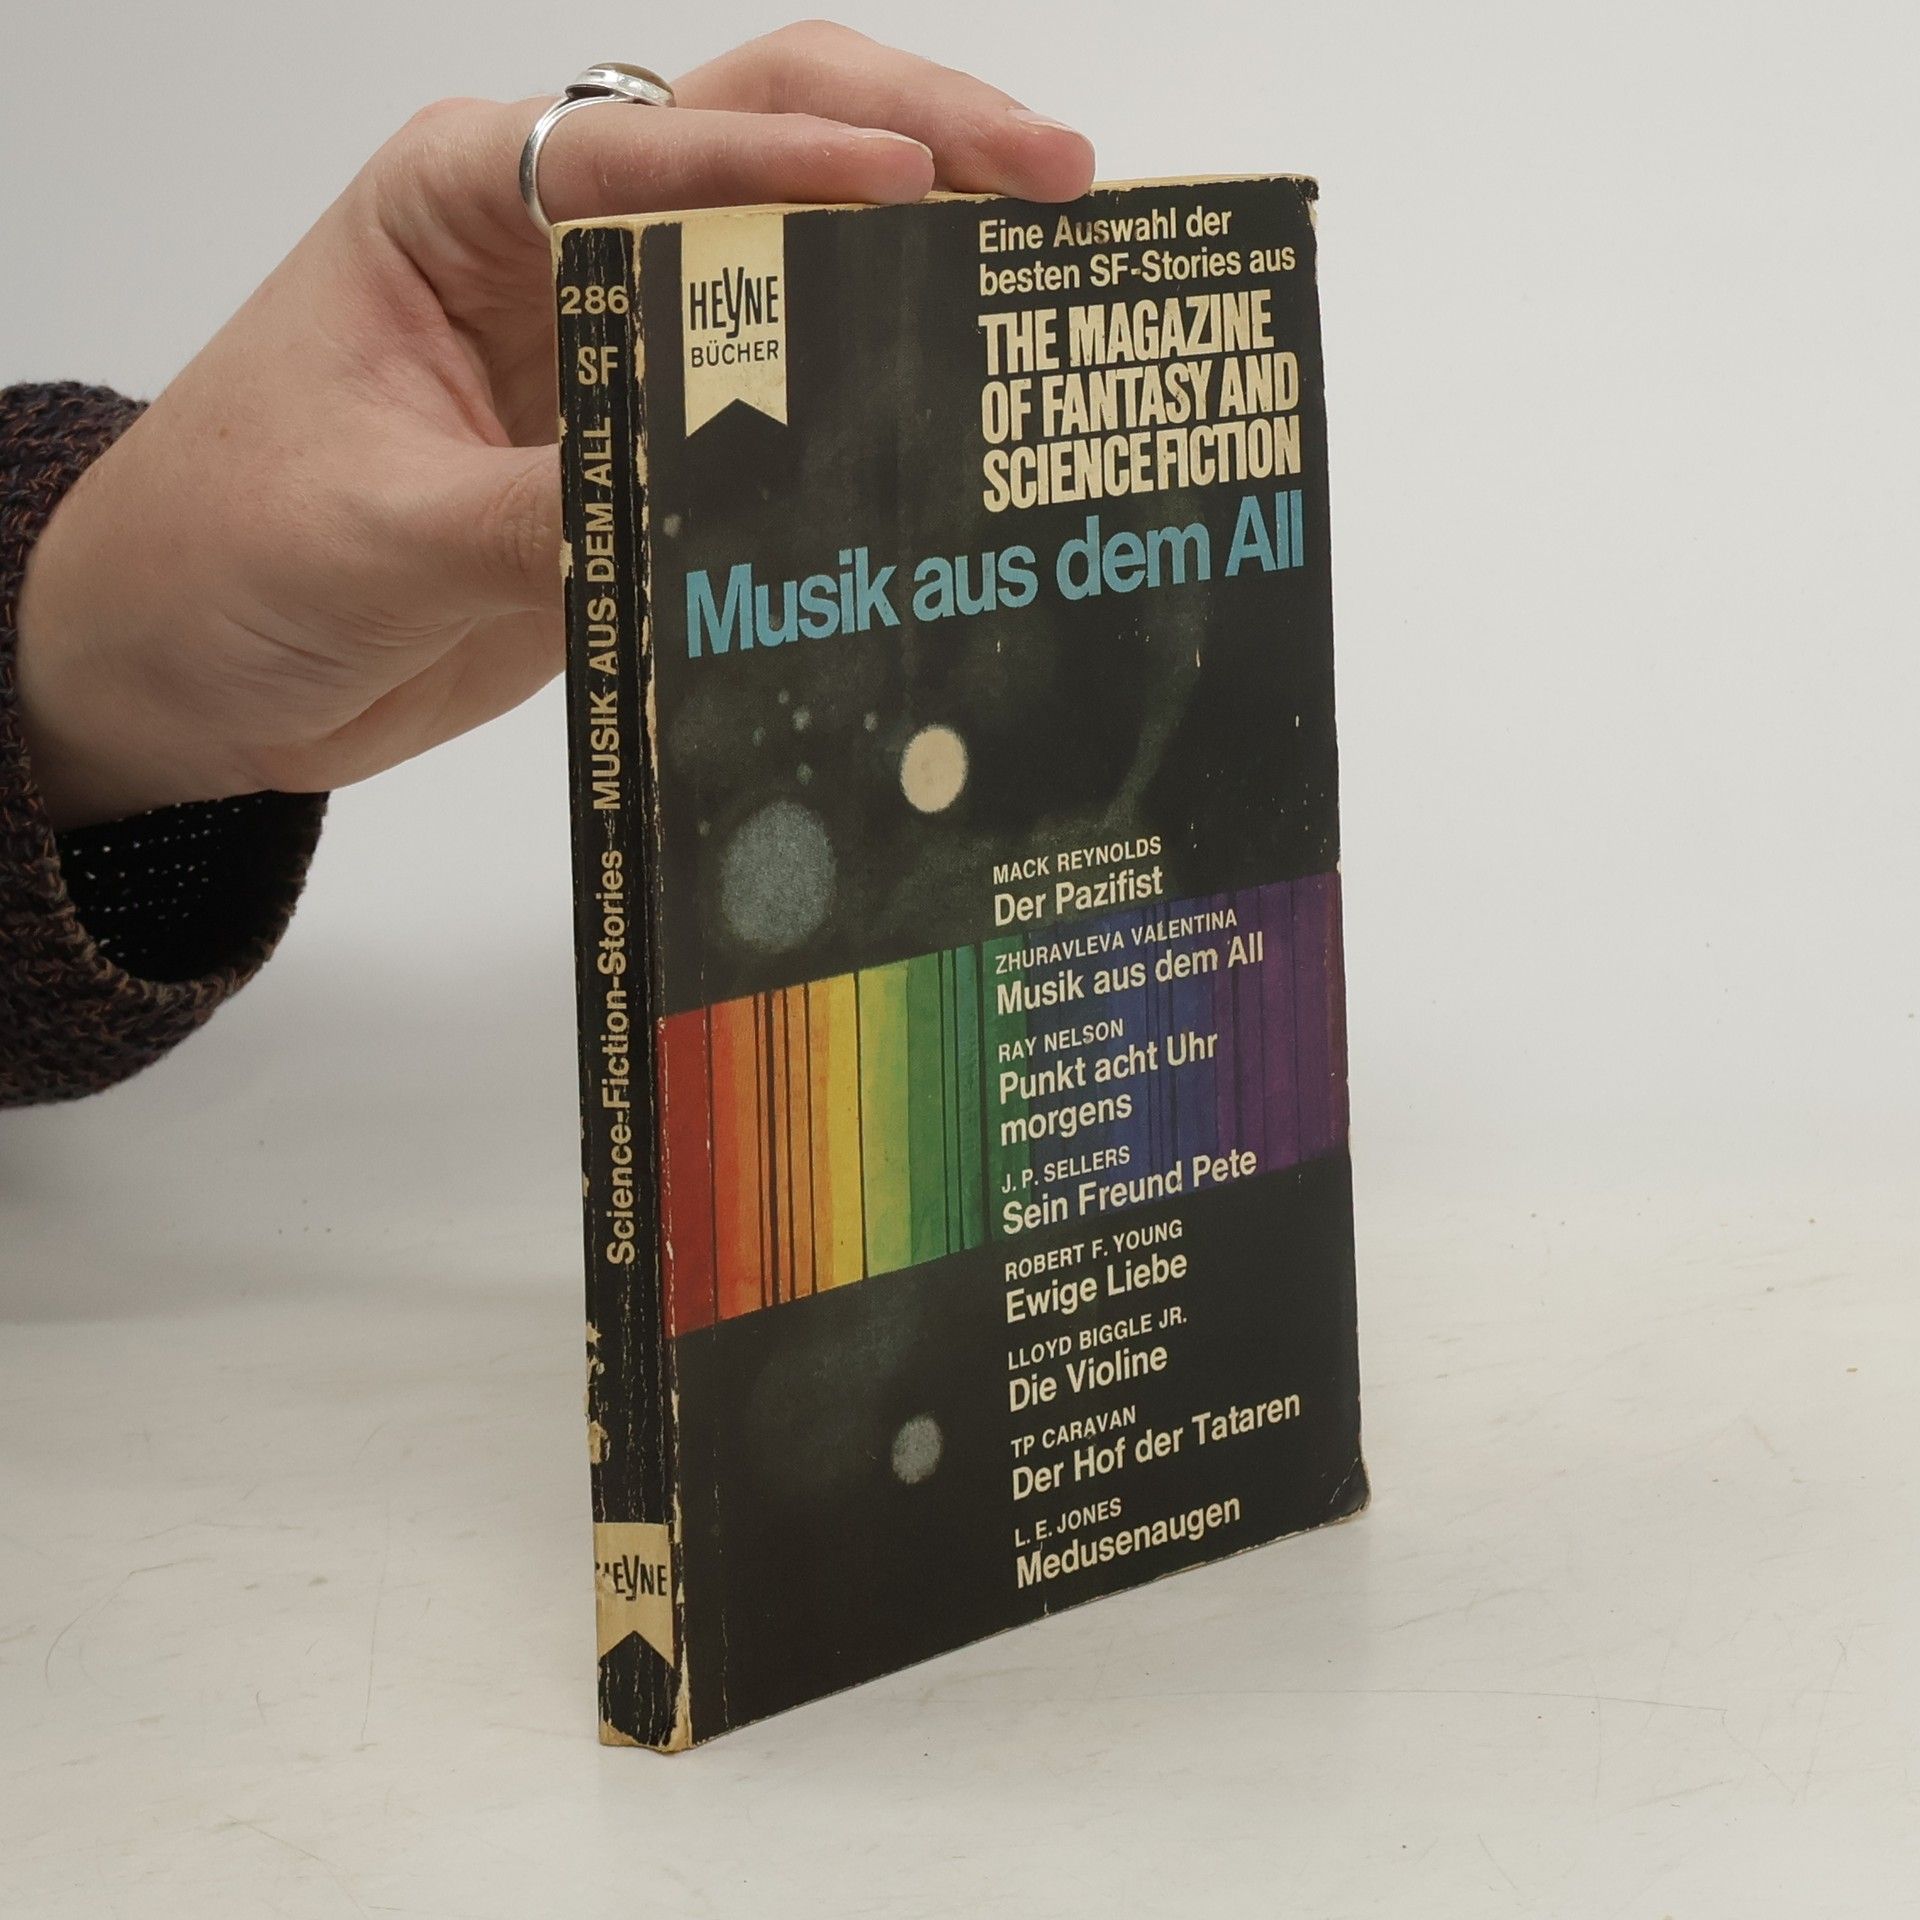 286
SF
Science-Fiction-Stories MUSIK AUS DEM ALL
HEYNE
HEYNE
BÜCHER
Eine Auswahl der
besten SF-Stories aus
THE MAGAZINE
OF FANTASY AND
SCIENCE FICTION
Musik aus dem All
MACK REYNOLDS
Der Pazifist
ZHURAVLEVA VALENTINA
Musik aus dem All
RAY NELSON
Punkt acht Uhr
morgens
J. P. SELLERS
Sein Freund Pete
ROBERT F. YOUNG
Ewige Liebe
LLOYD BIGGLE JR.
Die Violine
TP CARAVAN
Der Hof der Tataren
L. E. JONES
Medusenaugen